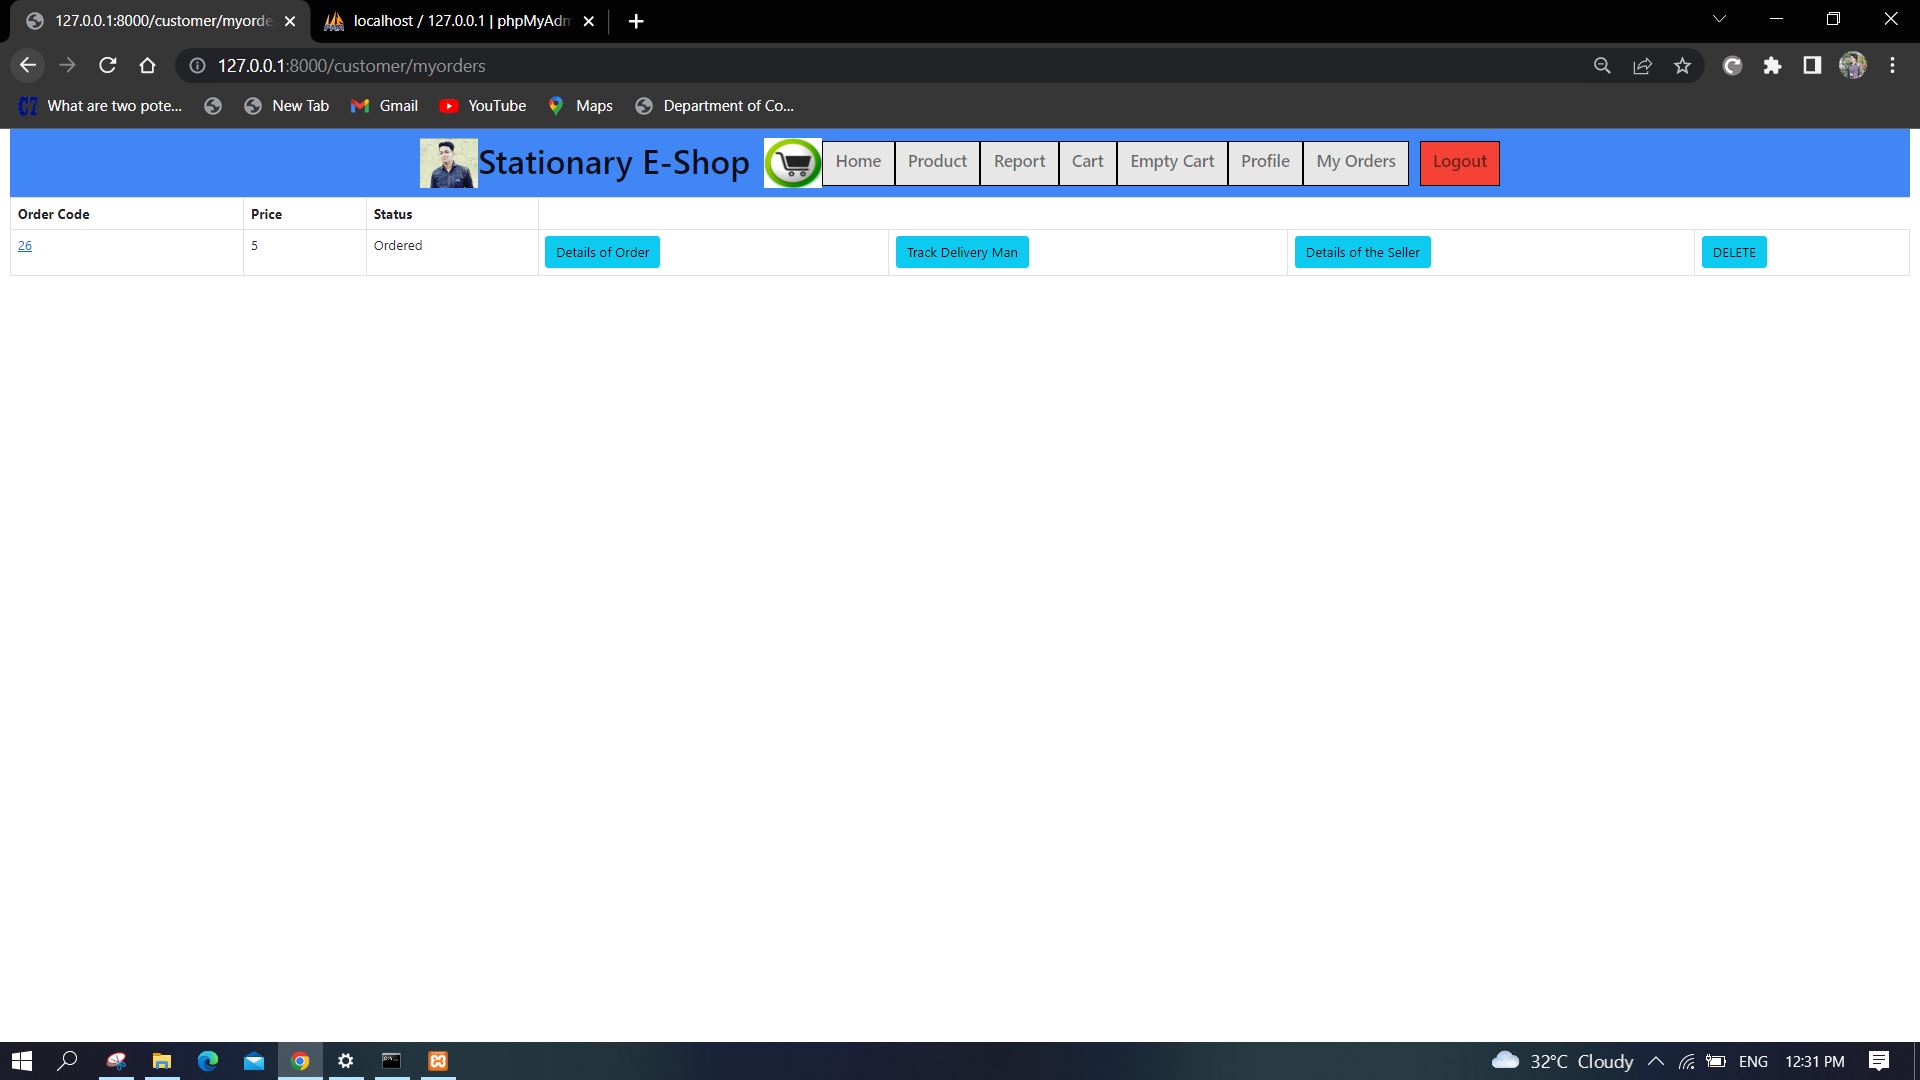 127.0.0.1:8000/customer/myorde
localhost / 127.0.0.1 | phpMyAdm
127.0.0.1:8000/customer/myorders
What are two pote... New Tab Gmail YouTube Maps Department of Co...
Stationary E-Shop Home Product Report Cart Empty Cart Profile My Orders Logout
Order Code Price Status
26 5 Ordered Details of Order Track Delivery Man Details of the Seller DELETE
32°C Cloudy ENG 12:31 PM